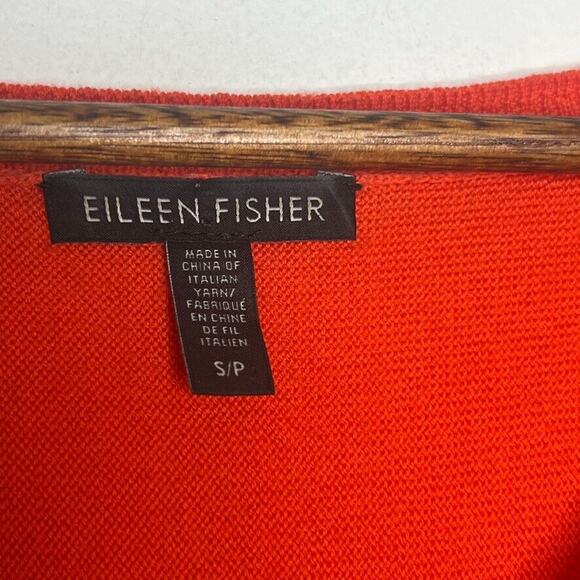 EILEEN FISHER
MADE IN
CHINA OF
ITALIAN
YARN/
FABRIQUÉ
EN CHINE
DE FIL
ITALIEN
S/P